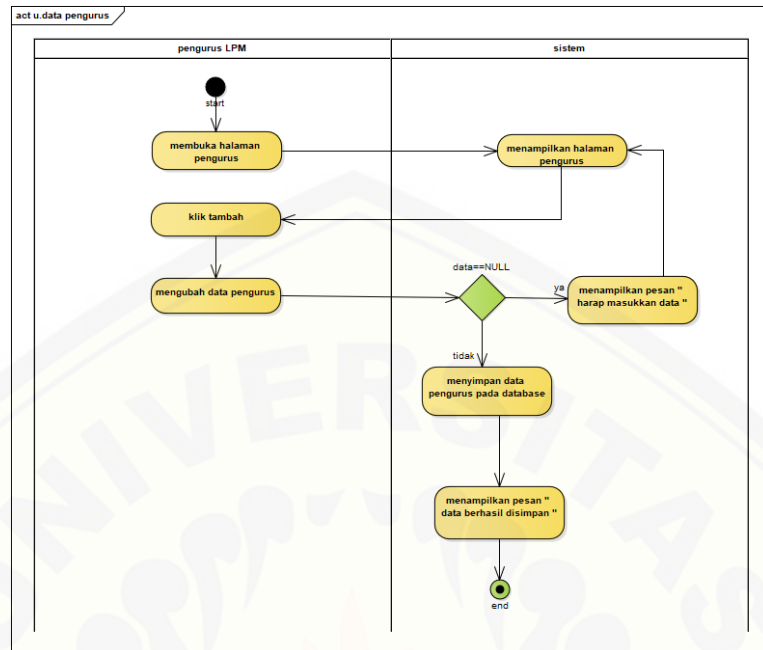 act u.data pengurus
pengurus LPM
sistem
start
membuka halaman
pengurus
menampilkan halaman
pengurus
klik tambah
mengubah data pengurus
data==NULL
ya
menampilkan pesan "
harap masukkan data "
tidak
menyimpan data
pengurus pada database
menampilkan pesan "
data berhasil disimpan "
end
UNIVERSITAS